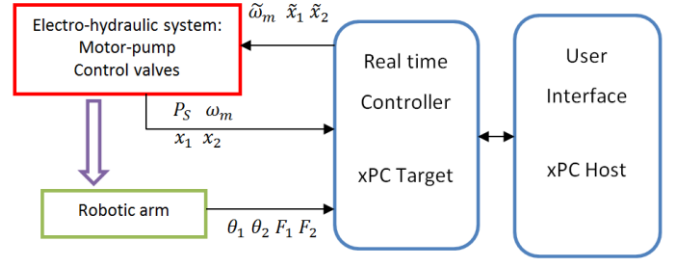 Electro-hydraulic system:
Motor-pump
Control valves
ω̃ₘ x̃₁ x̃₂
Real time
Controller
xPC Target
User
Interface
xPC Host
P_S ωₘ
x₁ x₂
Robotic arm
θ₁ θ₂ F₁ F₂